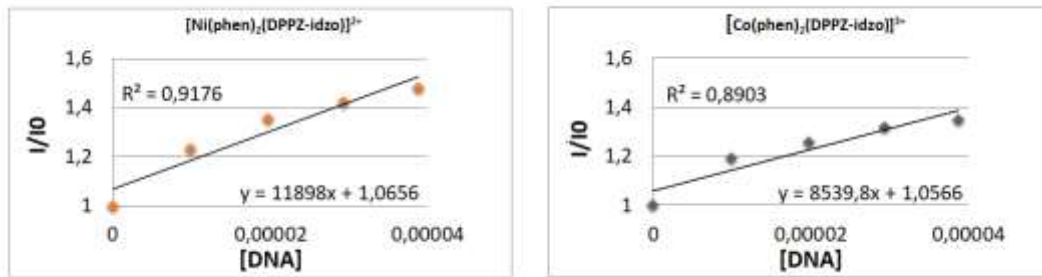 [Ni(phen)₂(DPPZ-idzo)]²⁺
1,6
1,4
1,2
1
I/I0
R² = 0,9176
y = 11898x + 1,0656
0
0,00002
0,00004
[DNA]
[Co(phen)₂(DPPZ-idzo)]³⁺
1,6
1,4
1,2
1
I/I0
R² = 0,8903
y = 8539,8x + 1,0566
0
0,00002
0,00004
[DNA]